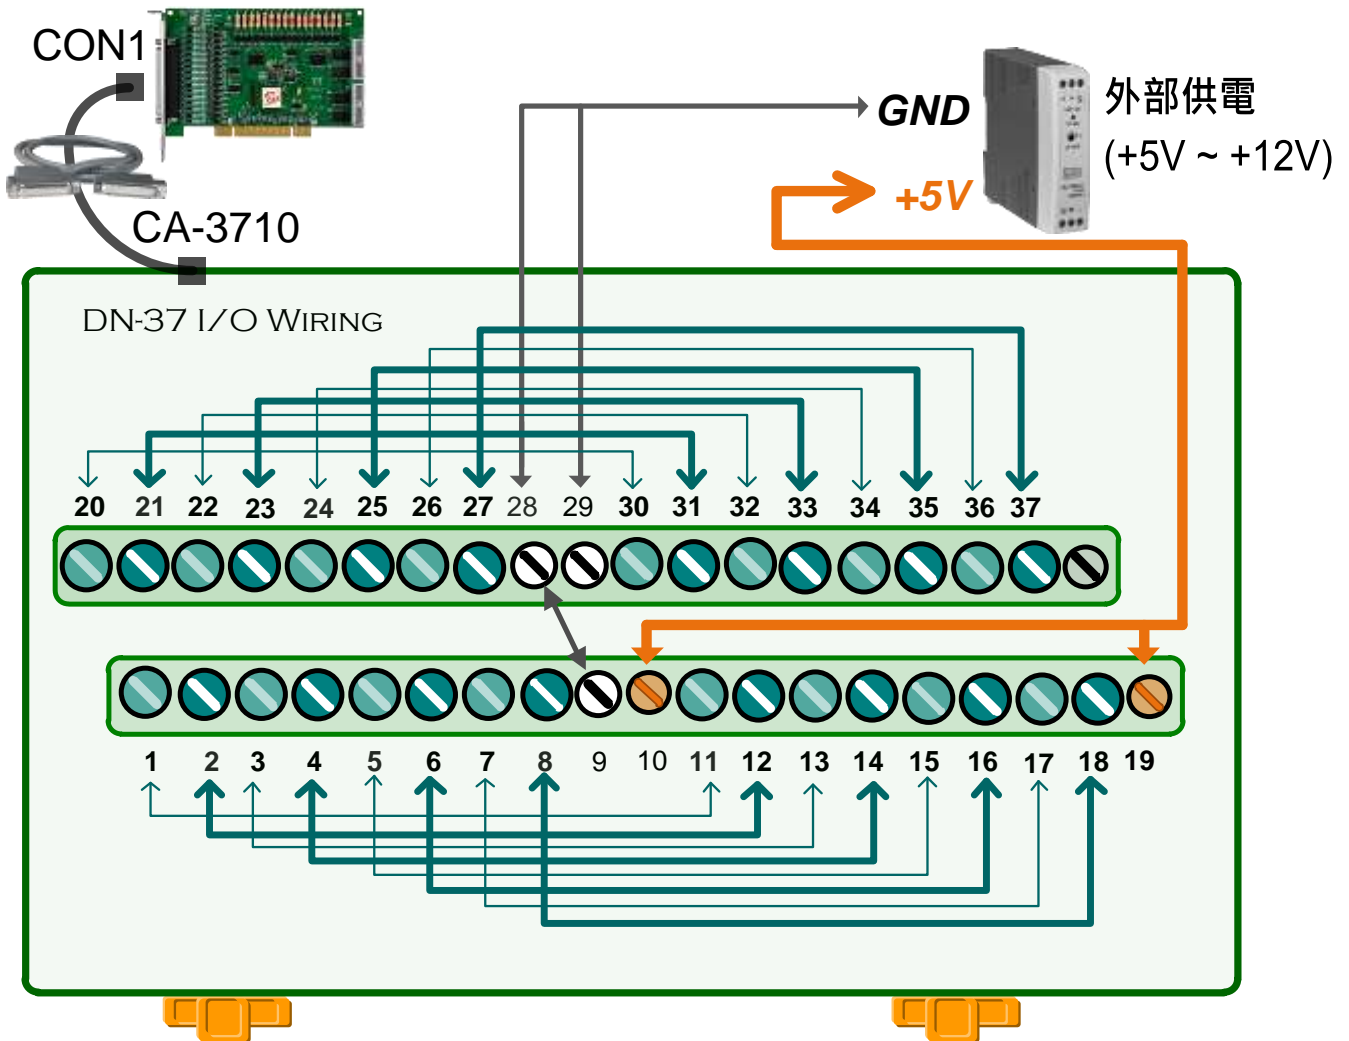 CON1
GND
外部供電
(+5V ~ +12V)
+5V
CA-3710
DN-37 I/O WIRING
20 21 22 23 24 25 26 27 28 29 30 31 32 33 34 35 36 37
1 2 3 4 5 6 7 8 9 10 11 12 13 14 15 16 17 18 19